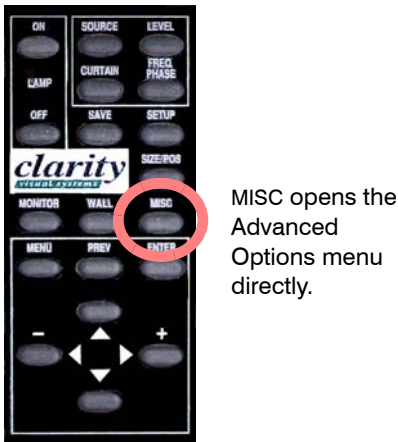 ON SOURCE LEVEL
CURTAIN FREQ PHASE
LAMP
OFF SAVE SETUP
clarity
visual systems
SIZE/POS
MONITOR WALL MISC
MENU PREV ENTER
- +
MISC opens the
Advanced
Options menu
directly.